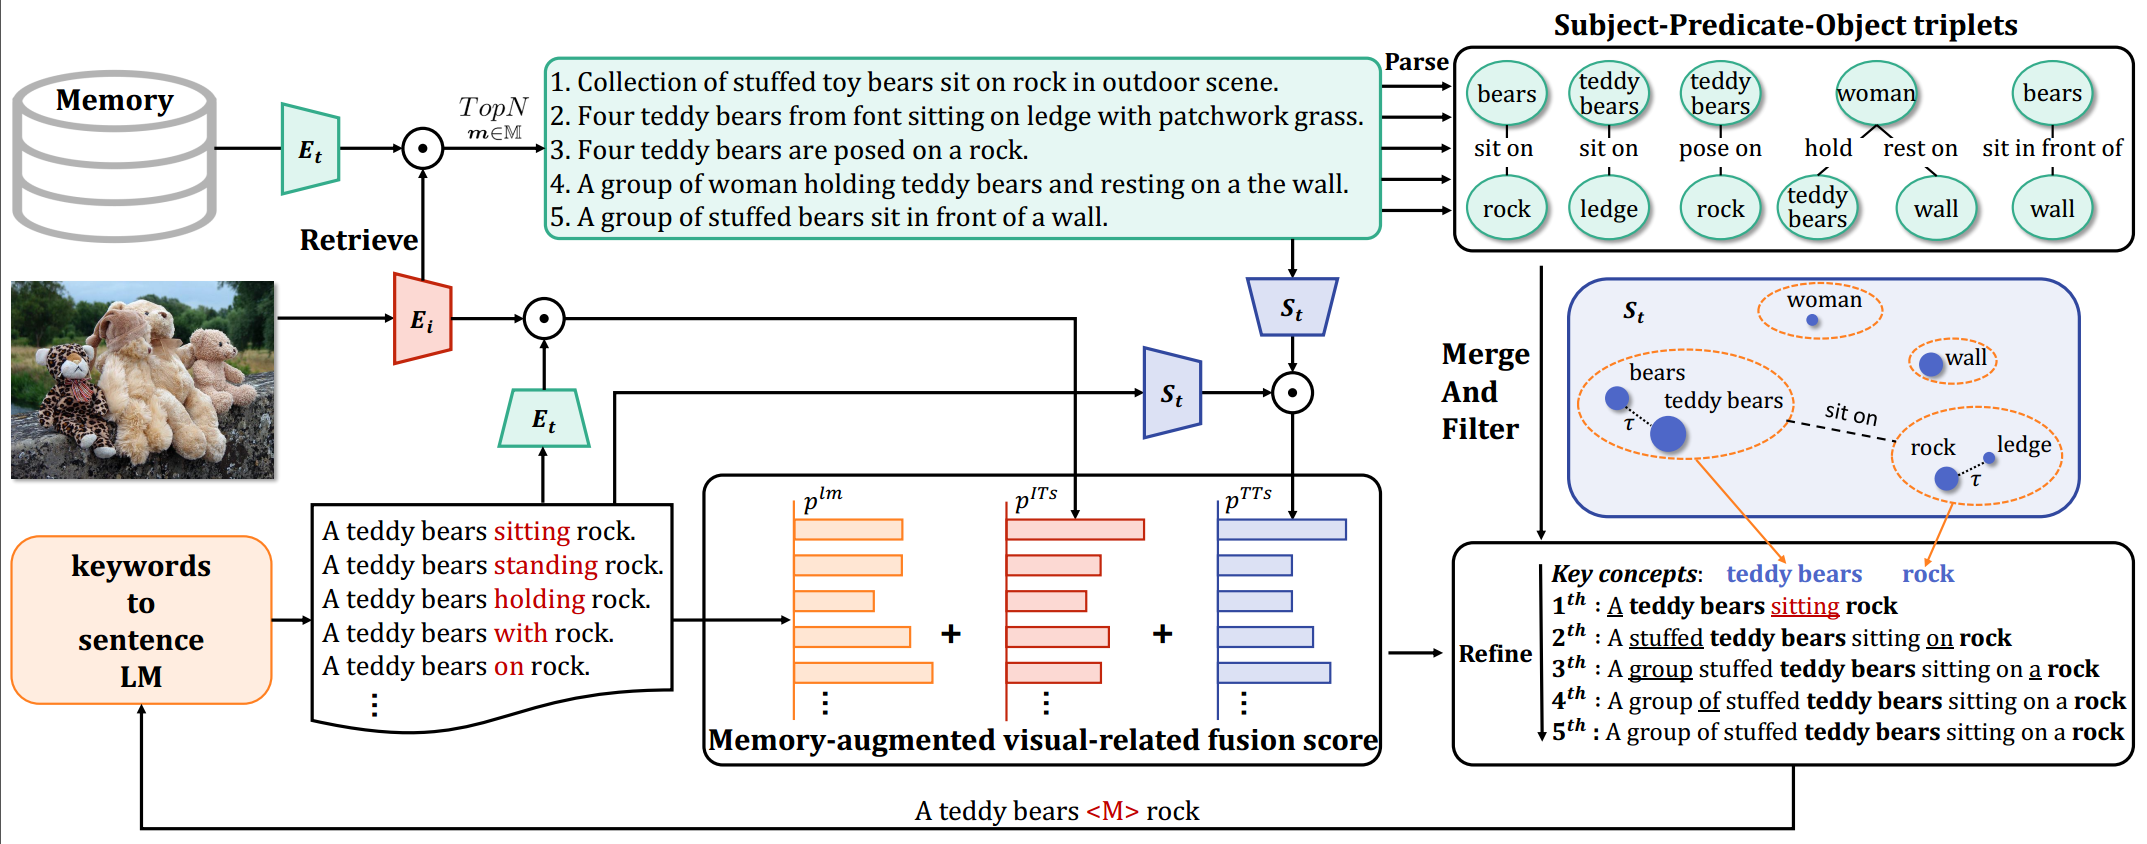 Subject-Predicate-Object triplets
Memory
E_t
TopN
m∈𝕄
Retrieve
1. Collection of stuffed toy bears sit on rock in outdoor scene.
2. Four teddy bears from font sitting on ledge with patchwork grass.
3. Four teddy bears are posed on a rock.
4. A group of woman holding teddy bears and resting on a the wall.
5. A group of stuffed bears sit in front of a wall.
Parse
bears
teddy
bears
teddy
bears
woman
bears
sit on
sit on
pose on
hold
rest on
sit in front of
rock
ledge
rock
teddy
bears
wall
wall
E_i
E_t
S_t
S_t
Merge
And
Filter
S_t
woman
wall
bears
teddy bears
τ
sit on
rock
ledge
τ
keywords
to
sentence
LM
A teddy bears sitting rock.
A teddy bears standing rock.
A teddy bears holding rock.
A teddy bears with rock.
A teddy bears on rock.
⋮
p^lm
p^ITs
p^TTs
+
+
⋮
⋮
⋮
Memory-augmented visual-related fusion score
Refine
Key concepts: teddy bears rock
1^th : A teddy bears sitting rock
2^th : A stuffed teddy bears sitting on rock
3^th : A group stuffed teddy bears sitting on a rock
4^th : A group of stuffed teddy bears sitting on a rock
5^th : A group of stuffed teddy bears sitting on a rock
A teddy bears <M> rock